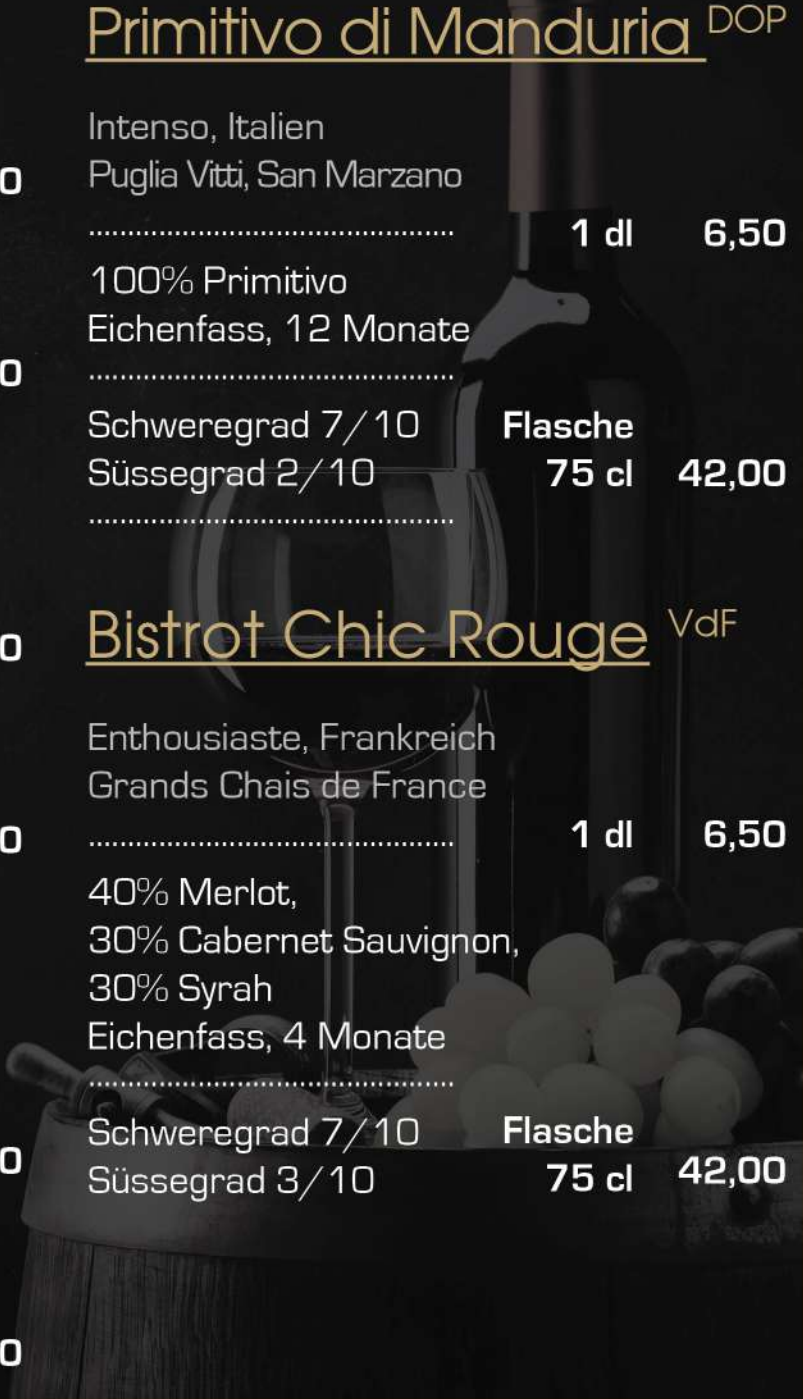 Primitivo di Manduria DOP
Intenso, Italien
Puglia Vitti, San Marzano
............................................... 1 dl 6,50
100% Primitivo
Eichenfass, 12 Monate
...............................................
Schweregrad 7/10 Flasche
Süssegrad 2/10 75 cl 42,00
...............................................
Bistrot Chic Rouge VdF
Enthousiaste, Frankreich
Grands Chais de France
............................................... 1 dl 6,50
40% Merlot,
30% Cabernet Sauvignon,
30% Syrah
Eichenfass, 4 Monate
...............................................
Schweregrad 7/10 Flasche
Süssegrad 3/10 75 cl 42,00